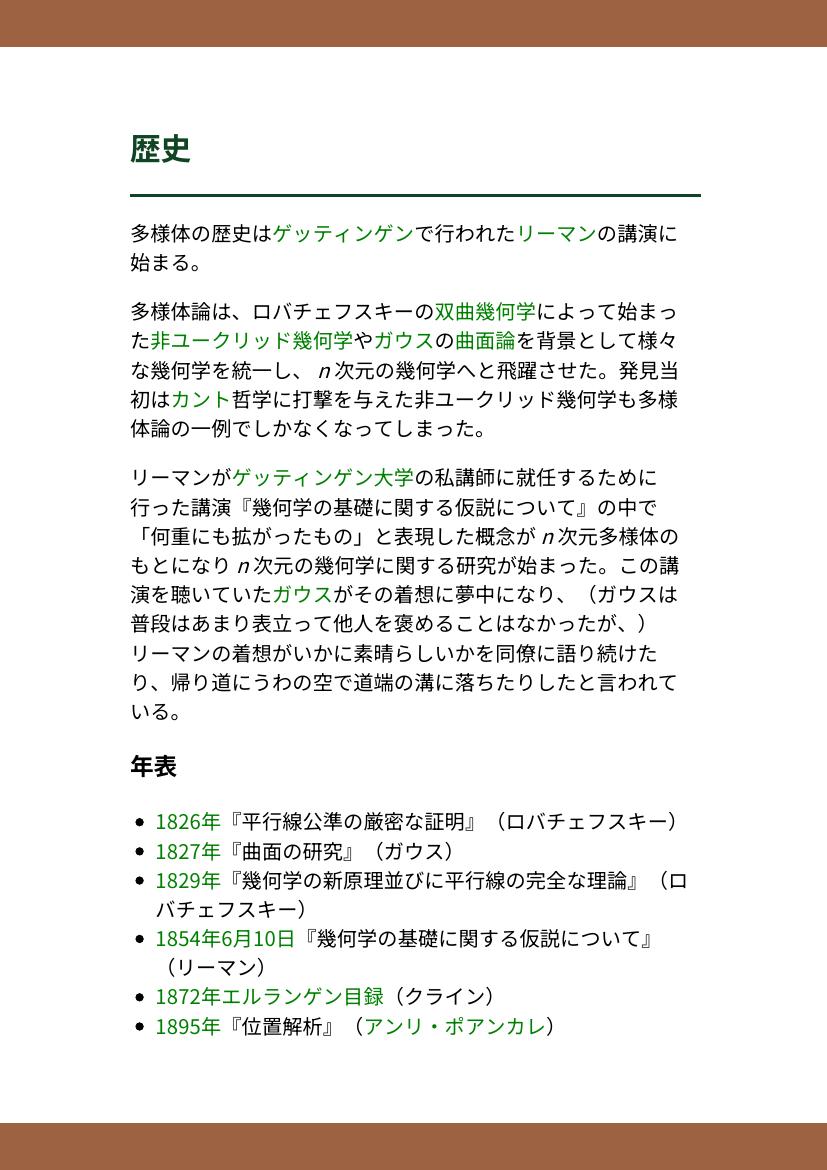 歴史
多様体の歴史はゲッティンゲンで行われたリーマンの講演に
始まる。
多様体論は、ロバチェフスキーの双曲幾何学によって始まっ
た非ユークリッド幾何学やガウスの曲面論を背景として様々
な幾何学を統一し、 n 次元の幾何学へと飛躍させた。発見当
初はカント哲学に打撃を与えた非ユークリッド幾何学も多様
体論の一例でしかなくなってしまった。
リーマンがゲッティンゲン大学の私講師に就任するために
行った講演『幾何学の基礎に関する仮説について』の中で
「何重にも拡がったもの」と表現した概念が n 次元多様体の
もとになり n 次元の幾何学に関する研究が始まった。この講
演を聴いていたガウスがその着想に夢中になり、（ガウスは
普段はあまり表立って他人を褒めることはなかったが、）
リーマンの着想がいかに素晴らしいかを同僚に語り続けた
り、帰り道にうわの空で道端の溝に落ちたりしたと言われて
いる。
年表
• 1826年『平行線公準の厳密な証明』（ロバチェフスキー）
• 1827年『曲面の研究』（ガウス）
• 1829年『幾何学の新原理並びに平行線の完全な理論』（ロ
バチェフスキー）
• 1854年6月10日『幾何学の基礎に関する仮説について』
（リーマン）
• 1872年エルランゲン目録（クライン）
• 1895年『位置解析』（アンリ・ポアンカレ）